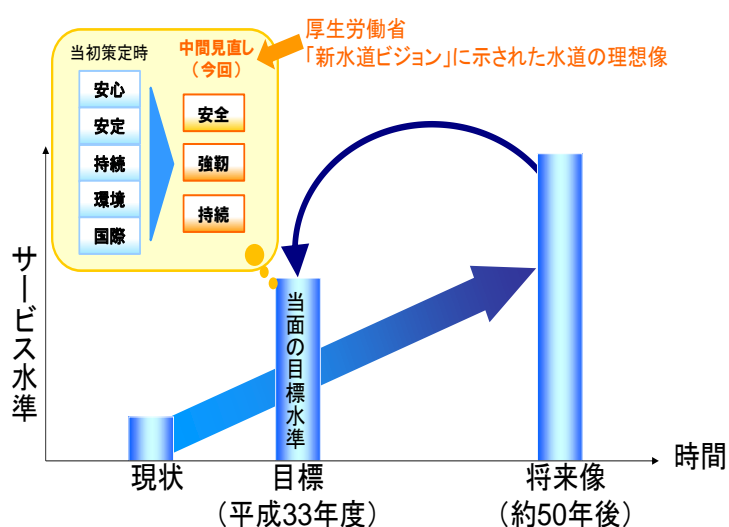 厚生労働省
「新水道ビジョン」に示された水道の理想像
当初策定時
中間見直し
（今回）
安心
安定
持続
環境
国際
安全
強靭
持続
サービス水準
当面の目標水準
現状
目標
（平成33年度）
将来像
（約50年後）
時間